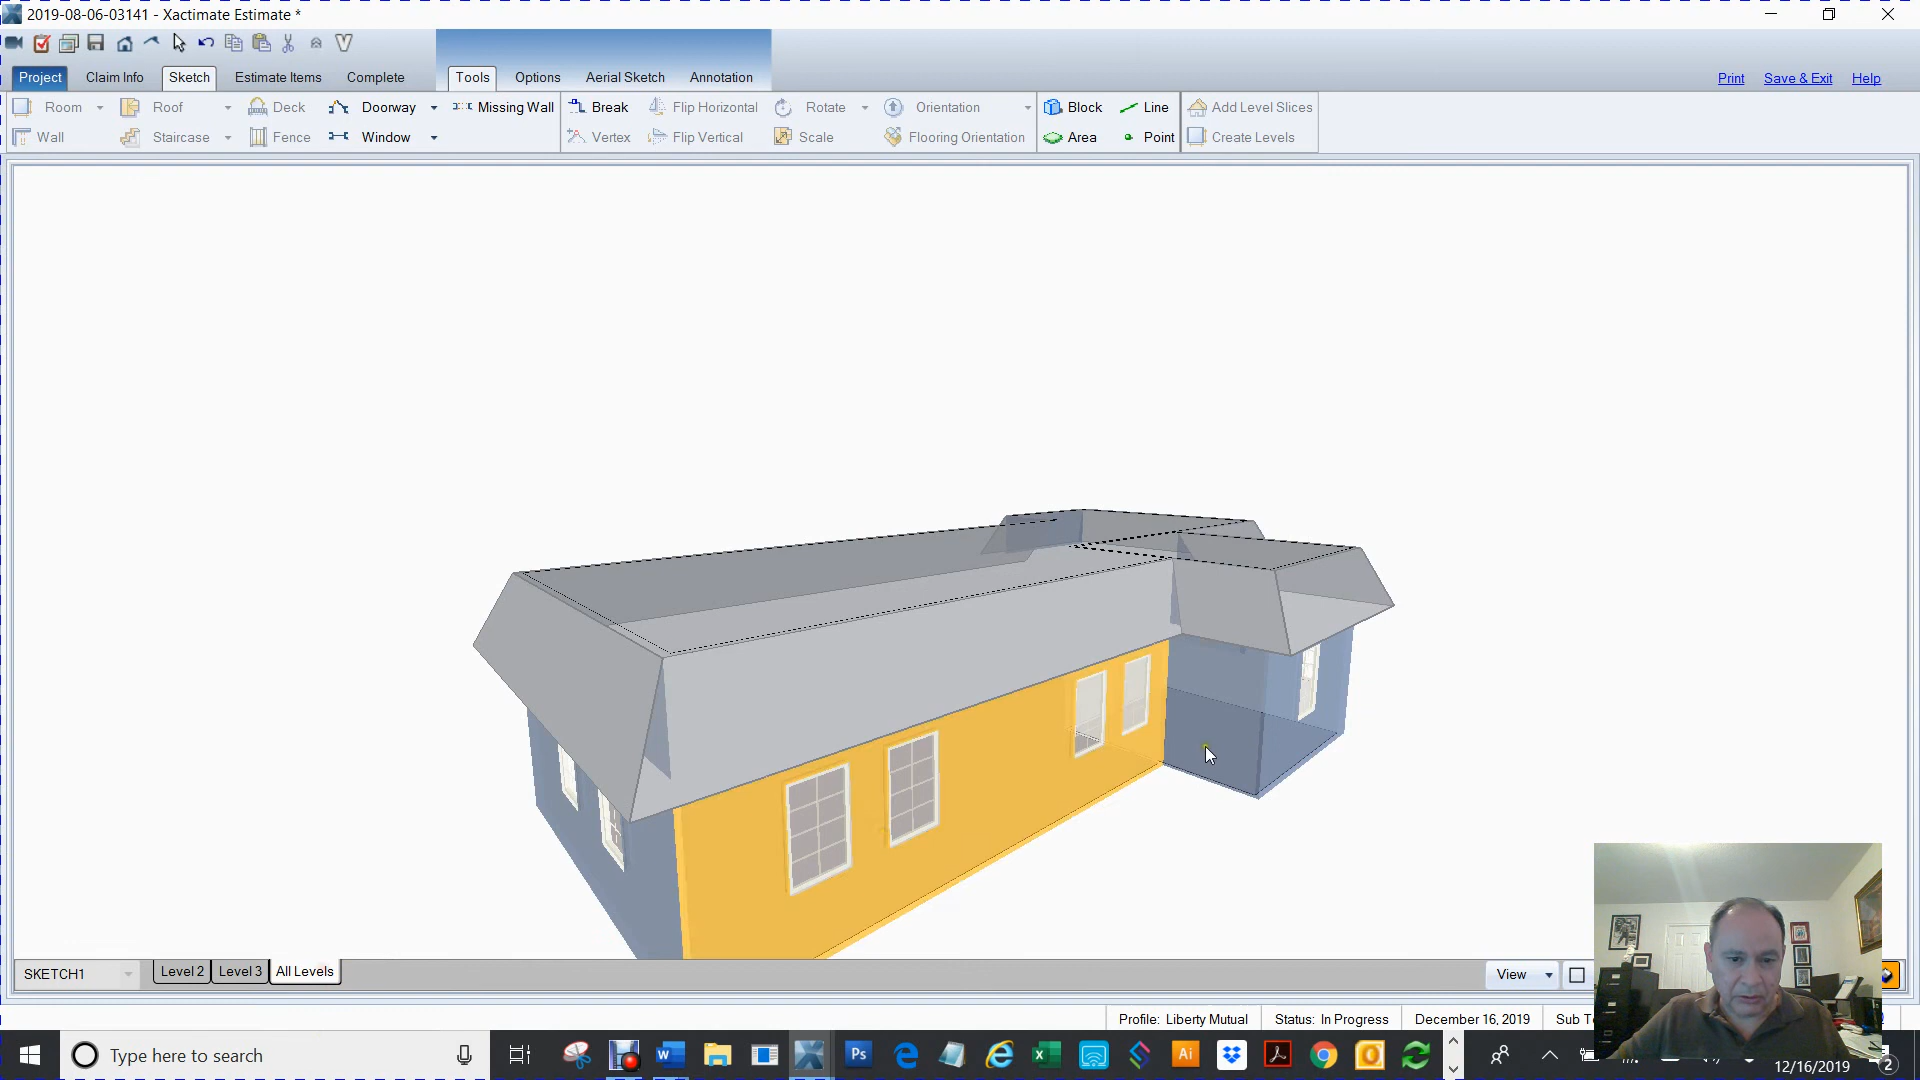 2019-08-06-03141 - Xactimate Estimate *
Project Claim Info Sketch Estimate Items Complete Tools Options Aerial Sketch Annotation Print Save & Exit Help
Room Roof Deck Doorway Missing Wall Break Flip Horizontal Rotate Orientation Block Line Add Level Slices
Wall Staircase Fence Window Vertex Flip Vertical Scale Flooring Orientation Area Point Create Levels
SKETCH1 Level 2 Level 3 All Levels View
Profile: Liberty Mutual Status: In Progress December 16, 2019 Sub
Type here to search
Ps
Ai
12/16/2019 2